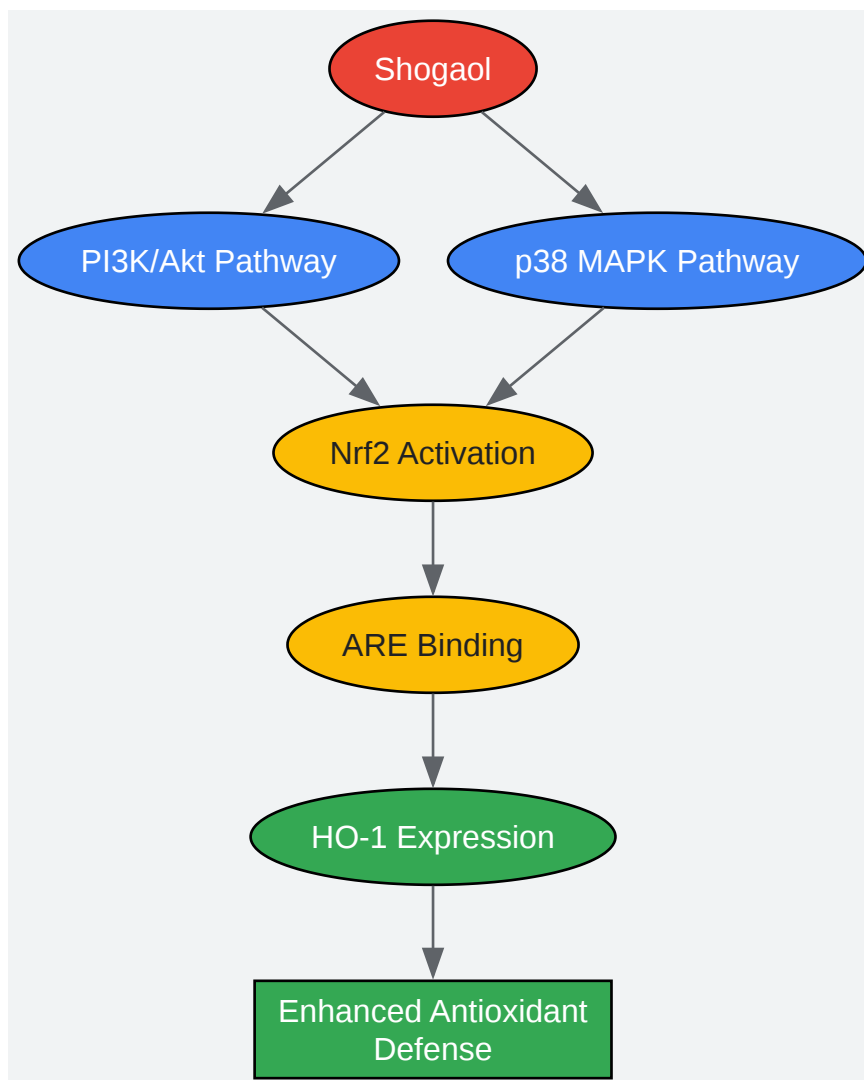 Shogaol
PI3K/Akt Pathway
p38 MAPK Pathway
Nrf2 Activation
ARE Binding
HO-1 Expression
Enhanced Antioxidant
Defense